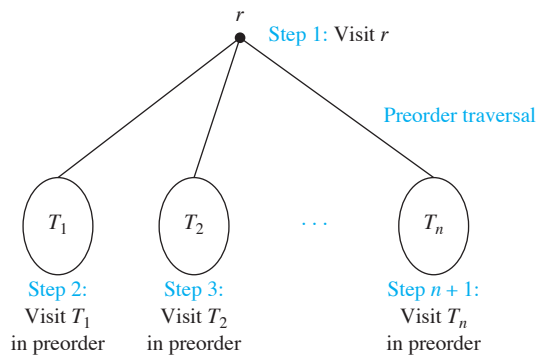 r
Step 1: Visit r
Preorder traversal
T1
T2
...
Tn
Step 2:
Visit T1
in preorder
Step 3:
Visit T2
in preorder
Step n + 1:
Visit Tn
in preorder